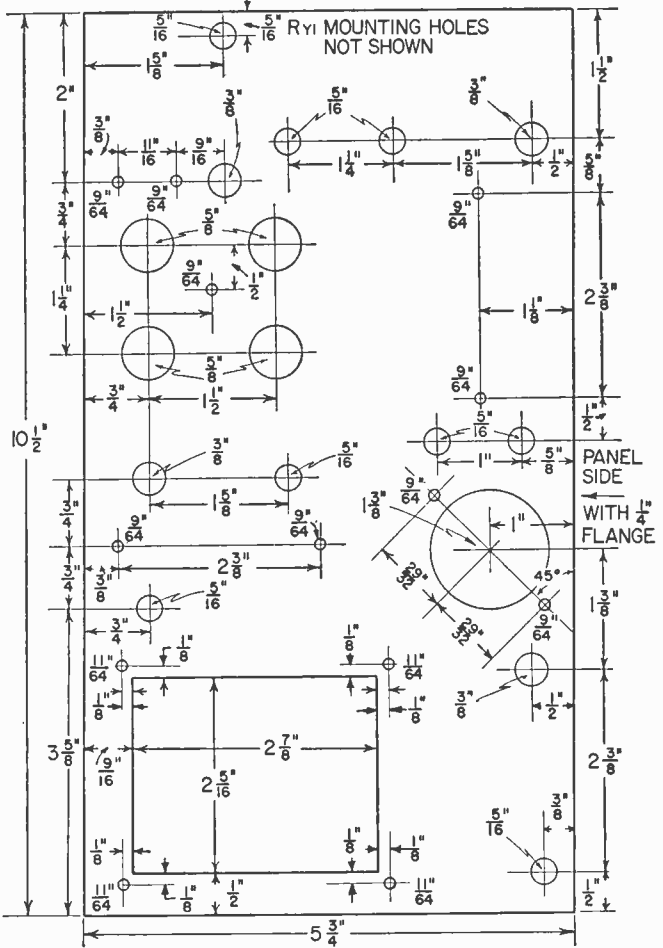 5/16" 5/16" RY1 MOUNTING HOLES
NOT SHOWN
1 5/8"
2"
3/8" 11/16" 9/16" 3/8"
5/16" 3/8" 1 1/2"
1 1/4" 1 5/8" 1/2" 5/8"
9/64" 9/64" 9/64"
3/4" 5/8"
9/64" 1/2"
1 1/4" 1 1/2" 1 1/8" 2 3/8"
5/8" 9/64"
3/4" 1 1/2" 1/2"
10 1/2" 5/16"
1" 5/8" PANEL
SIDE
3/8" 5/16" 9/64"
1 5/8" 1 3/8" 1" WITH 1/4"
FLANGE
3/4" 9/64" 9/64"
2 3/8" 45°
3/4" 3/8" 29/32" 1 3/8"
5/16" 29/32" 9/64"
3/4" 1/8" 1/8"
11/64" 11/64" 3/8" 1/2"
1/8" 1/8"
3 5/8" 9/16" 2 7/8" 2 3/8"
2 5/16" 3/8"
5/16"
1/8" 1/8" 1/8"
11/64" 1/8" 1/2" 11/64" 1/2"
5 3/4"